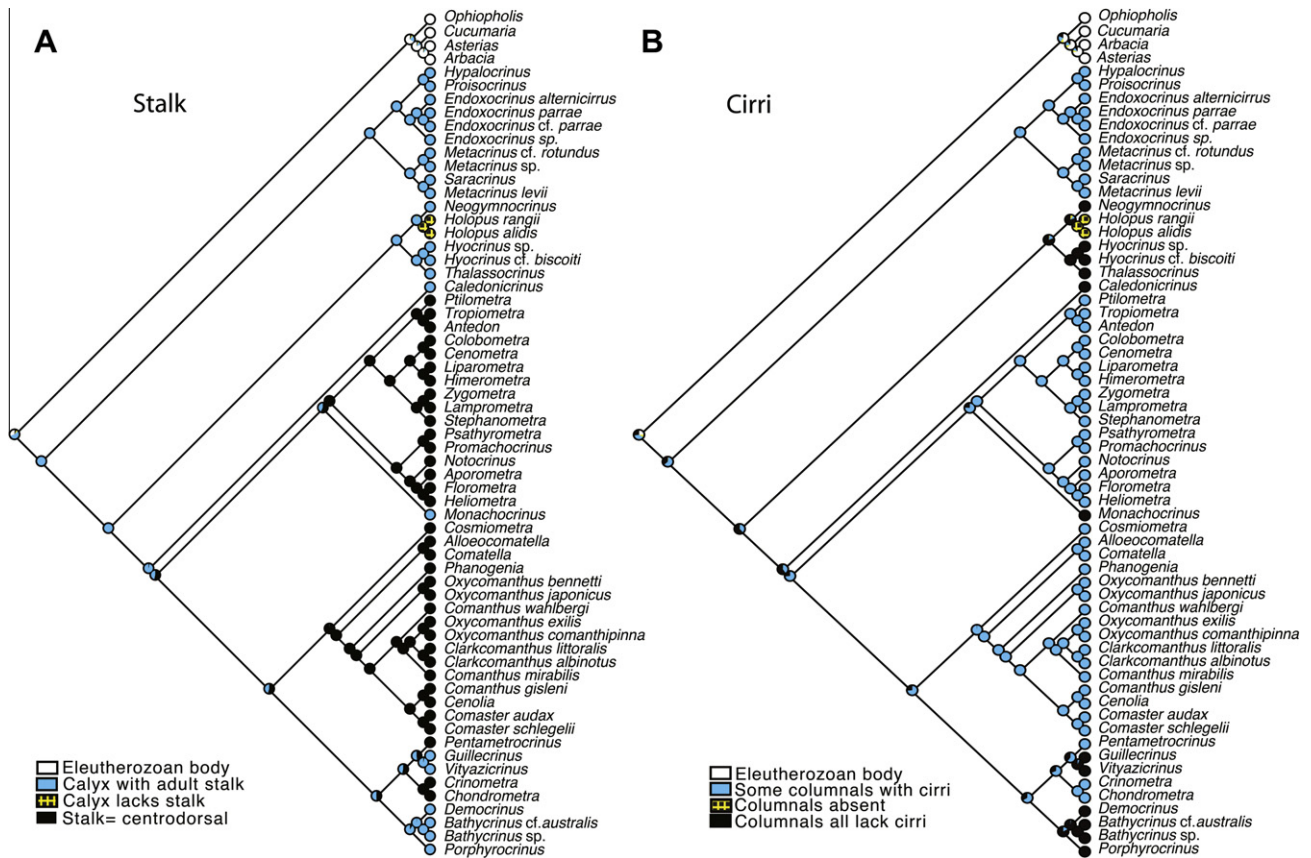 A
Stalk
Ophiopholis
Cucumaria
Asterias
Arbacia
Hypalocrinus
Proisocrinus
Endoxocrinus alternicirrus
Endoxocrinus parrae
Endoxocrinus cf. parrae
Endoxocrinus sp.
Metacrinus cf. rotundus
Metacrinus sp.
Saracrinus
Metacrinus levii
Neogymnocrinus
Holopus rangii
Holopus alidis
Hyocrinus sp.
Hyocrinus cf. biscoiti
Thalassocrinus
Caledonicrinus
Ptilometra
Tropiometra
Antedon
Colobometra
Cenometra
Liparometra
Himerometra
Zygometra
Lamprometra
Stephanometra
Psathyrometra
Promachocrinus
Notocrinus
Aporometra
Florometra
Heliometra
Monachocrinus
Cosmiometra
Alloeocomatella
Comatella
Phanogenia
Oxycomanthus bennetti
Oxycomanthus japonicus
Comanthus wahlbergi
Oxycomanthus exilis
Oxycomanthus comanthipinna
Clarkcomanthus littoralis
Clarkcomanthus albinotus
Comanthus mirabilis
Comanthus gisleni
Cenolia
Comaster audax
Comaster schlegelii
Pentametrocrinus
Guillecrinus
Vityazicrinus
Crinometra
Chondrometra
Democrinus
Bathycrinus cf.australis
Bathycrinus sp.
Porphyrocrinus
Eleutherozoan body
Calyx with adult stalk
Calyx lacks stalk
Stalk= centrodorsal
B
Cirri
Ophiopholis
Cucumaria
Arbacia
Asterias
Hypalocrinus
Proisocrinus
Endoxocrinus alternicirrus
Endoxocrinus parrae
Endoxocrinus cf. parrae
Endoxocrinus sp.
Metacrinus cf. rotundus
Metacrinus sp.
Saracrinus
Metacrinus levii
Neogymnocrinus
Holopus rangii
Holopus alidis
Hyocrinus sp.
Hyocrinus cf. biscoiti
Thalassocrinus
Caledonicrinus
Ptilometra
Tropiometra
Antedon
Colobometra
Cenometra
Liparometra
Himerometra
Zygometra
Lamprometra
Stephanometra
Psathyrometra
Promachocrinus
Notocrinus
Aporometra
Florometra
Heliometra
Monachocrinus
Cosmiometra
Alloeocomatella
Comatella
Phanogenia
Oxycomanthus bennetti
Oxycomanthus japonicus
Comanthus wahlbergi
Oxycomanthus exilis
Oxycomanthus comanthipinna
Clarkcomanthus littoralis
Clarkcomanthus albinotus
Comanthus mirabilis
Comanthus gisleni
Cenolia
Comaster audax
Comaster schlegelii
Pentametrocrinus
Guillecrinus
Vityazicrinus
Crinometra
Chondrometra
Democrinus
Bathycrinus cf.australis
Bathycrinus sp.
Porphyrocrinus
Eleutherozoan body
Some columnals with cirri
Columnals absent
Columnals all lack cirri